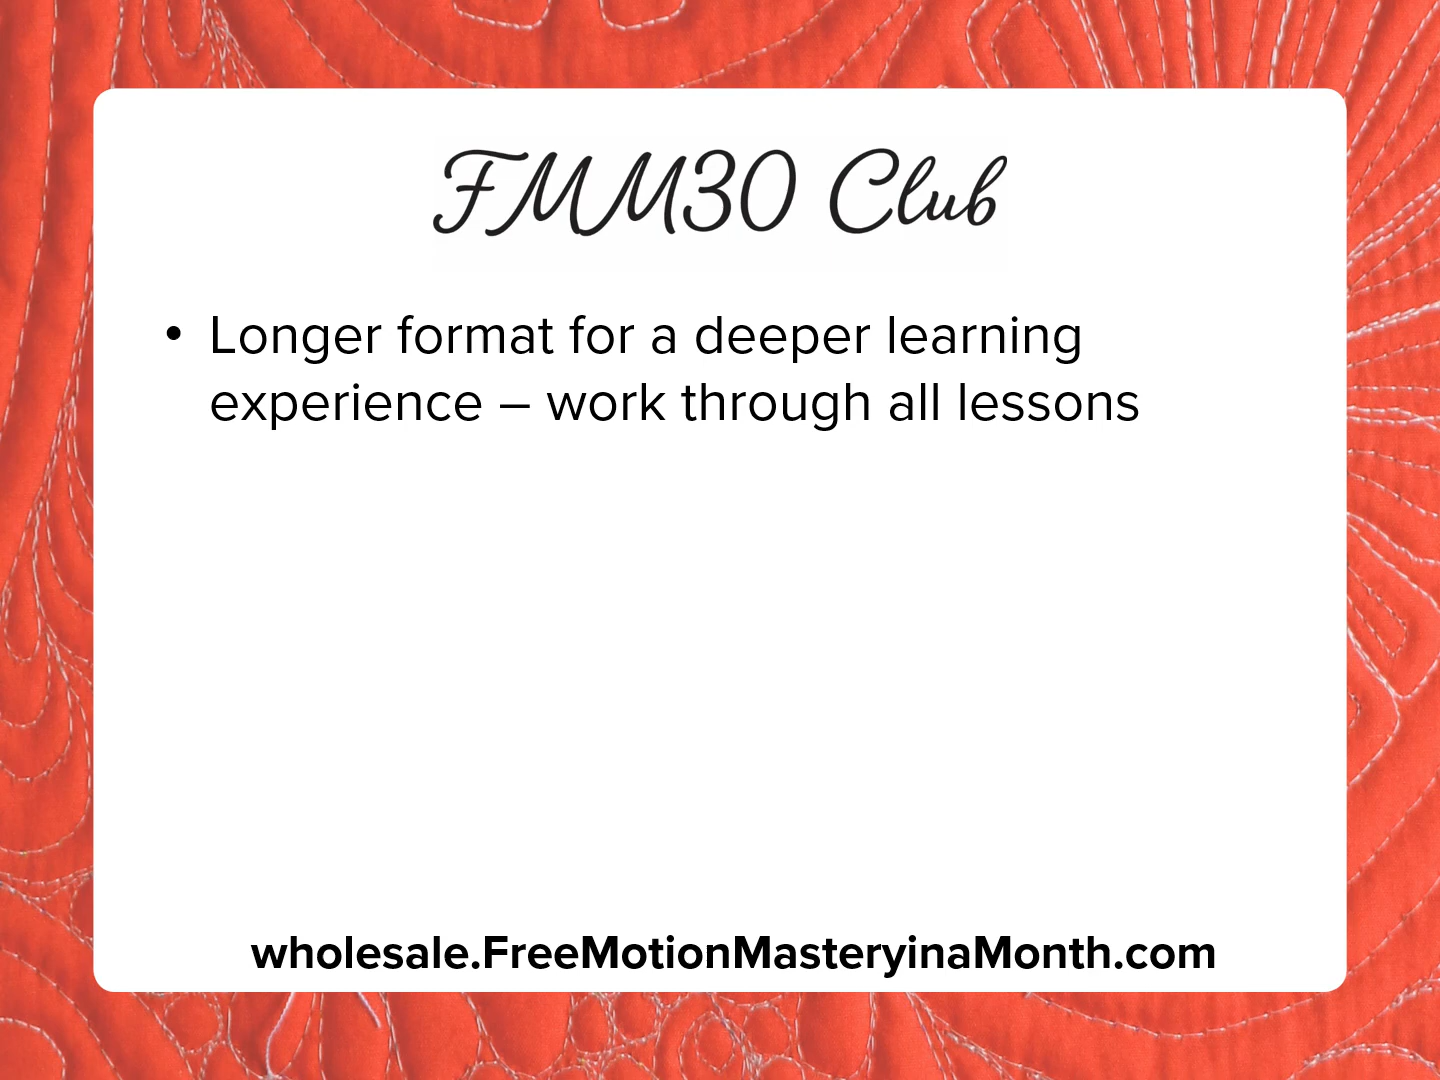 FMM30 Club
• Longer format for a deeper learning
experience – work through all lessons
wholesale.FreeMotionMasteryinaMonth.com